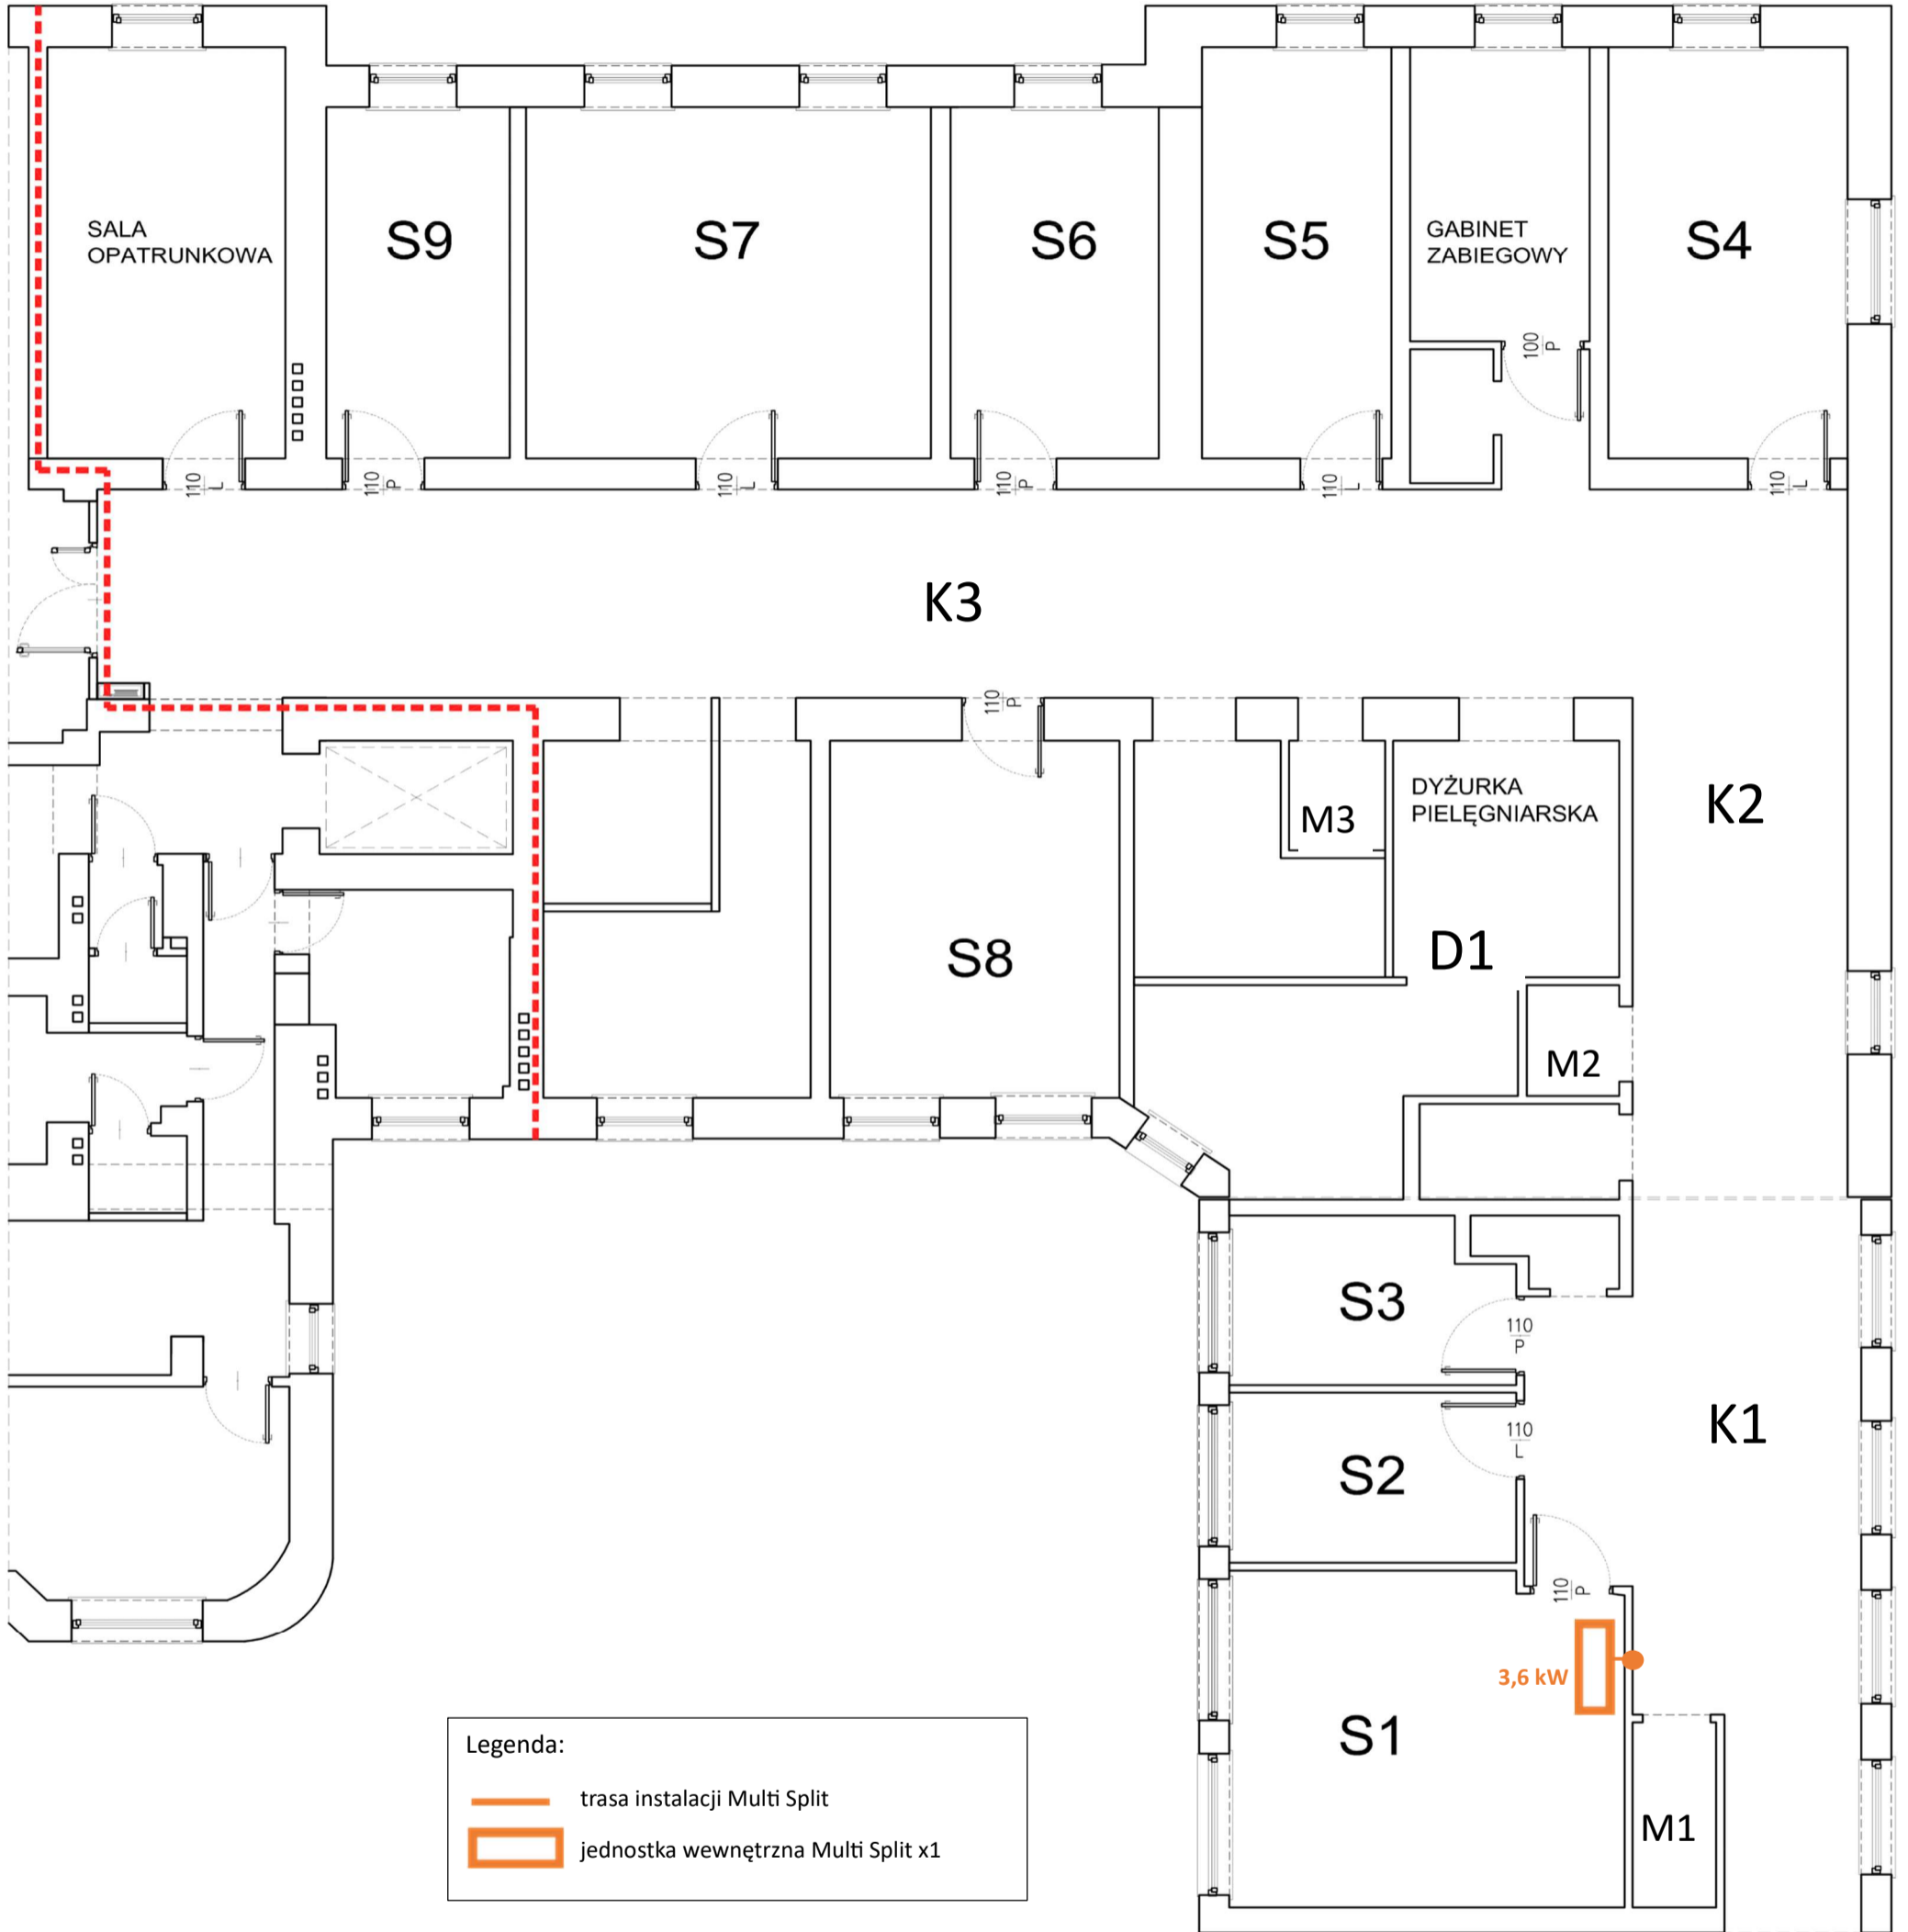 SALA
OPATRUNKOWA
S9
S7
S6
S5
GABINET
ZABIEGOWY
S4
100
P
110
L
110
P
110
L
110
P
110
L
110
L
K3
110
P
M3
DYŻURKA
PIELĘGNIARSKA
K2
S8
D1
M2
S3
110
P
K1
110
L
S2
110
P
3,6 kW
S1
M1
Legenda:
trasa instalacji Multi Split
jednostka wewnętrzna Multi Split x1